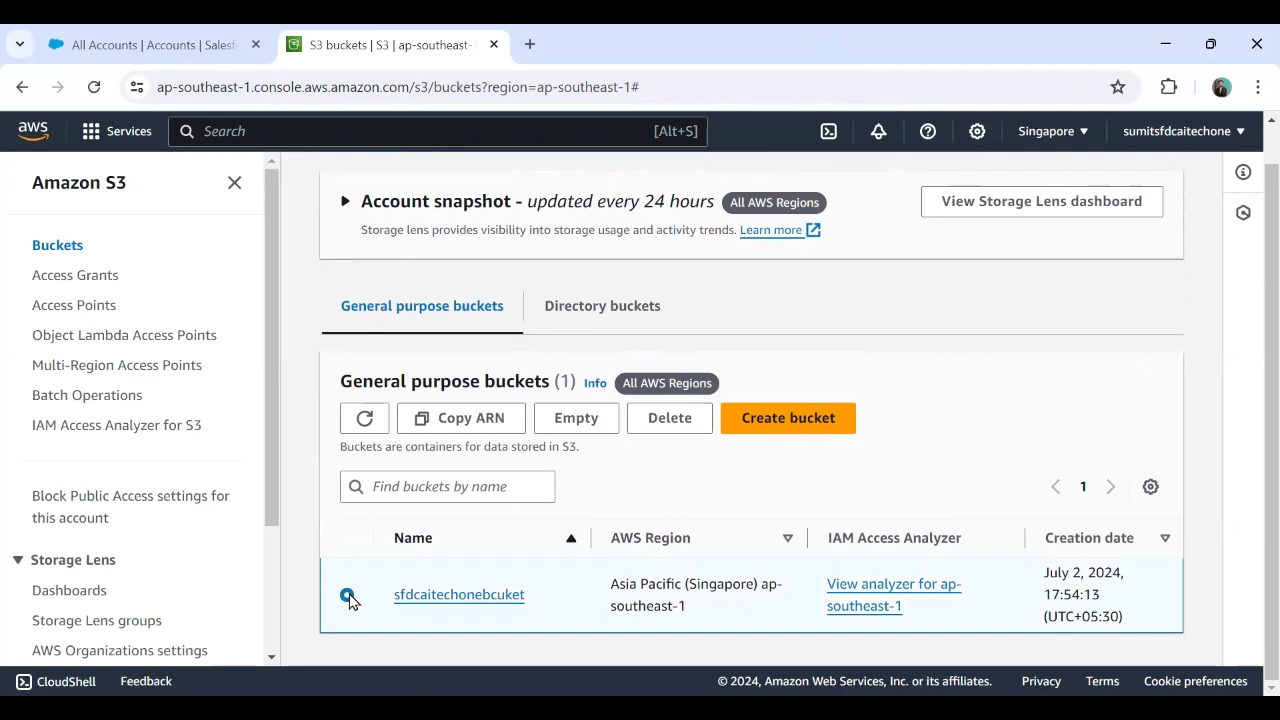 All Accounts | Accounts | Salesf
S3 buckets | S3 | ap-southeast-
ap-southeast-1.console.aws.amazon.com/s3/buckets?region=ap-southeast-1#
aws
Services
Search
[Alt+S]
Singapore
sumitsfdcaitechone
Amazon S3
Buckets
Access Grants
Access Points
Object Lambda Access Points
Multi-Region Access Points
Batch Operations
IAM Access Analyzer for S3
Block Public Access settings for
this account
Storage Lens
Dashboards
Storage Lens groups
AWS Organizations settings
Account snapshot - updated every 24 hours
All AWS Regions
View Storage Lens dashboard
Storage lens provides visibility into storage usage and activity trends. Learn more
General purpose buckets
Directory buckets
General purpose buckets (1) Info
All AWS Regions
Copy ARN
Empty
Delete
Create bucket
Buckets are containers for data stored in S3.
Find buckets by name
1
Name
AWS Region
IAM Access Analyzer
Creation date
sfdcaitechonebcuket
Asia Pacific (Singapore) ap-
southeast-1
View analyzer for ap-
southeast-1
July 2, 2024,
17:54:13
(UTC+05:30)
CloudShell
Feedback
© 2024, Amazon Web Services, Inc. or its affiliates.
Privacy
Terms
Cookie preferences